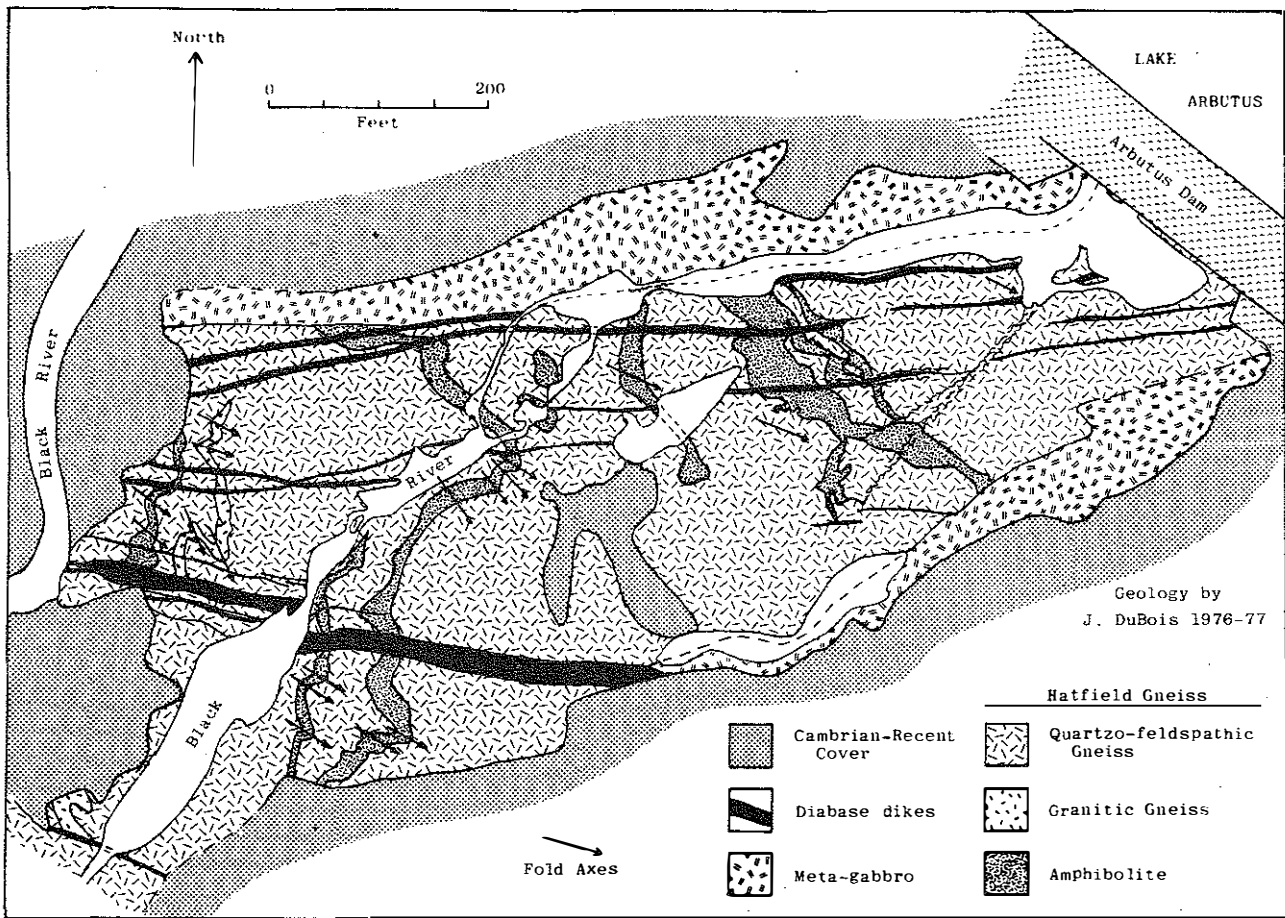 North
0 200
Feet
LAKE
ARBUTUS
Arbutus Dam
Black River
River
Black
Geology by
J. DuBois 1976-77
Hatfield Gneiss
Cambrian-Recent
Cover
Quartzo-feldspathic
Gneiss
Diabase dikes
Granitic Gneiss
Fold Axes
Meta-gabbro
Amphibolite